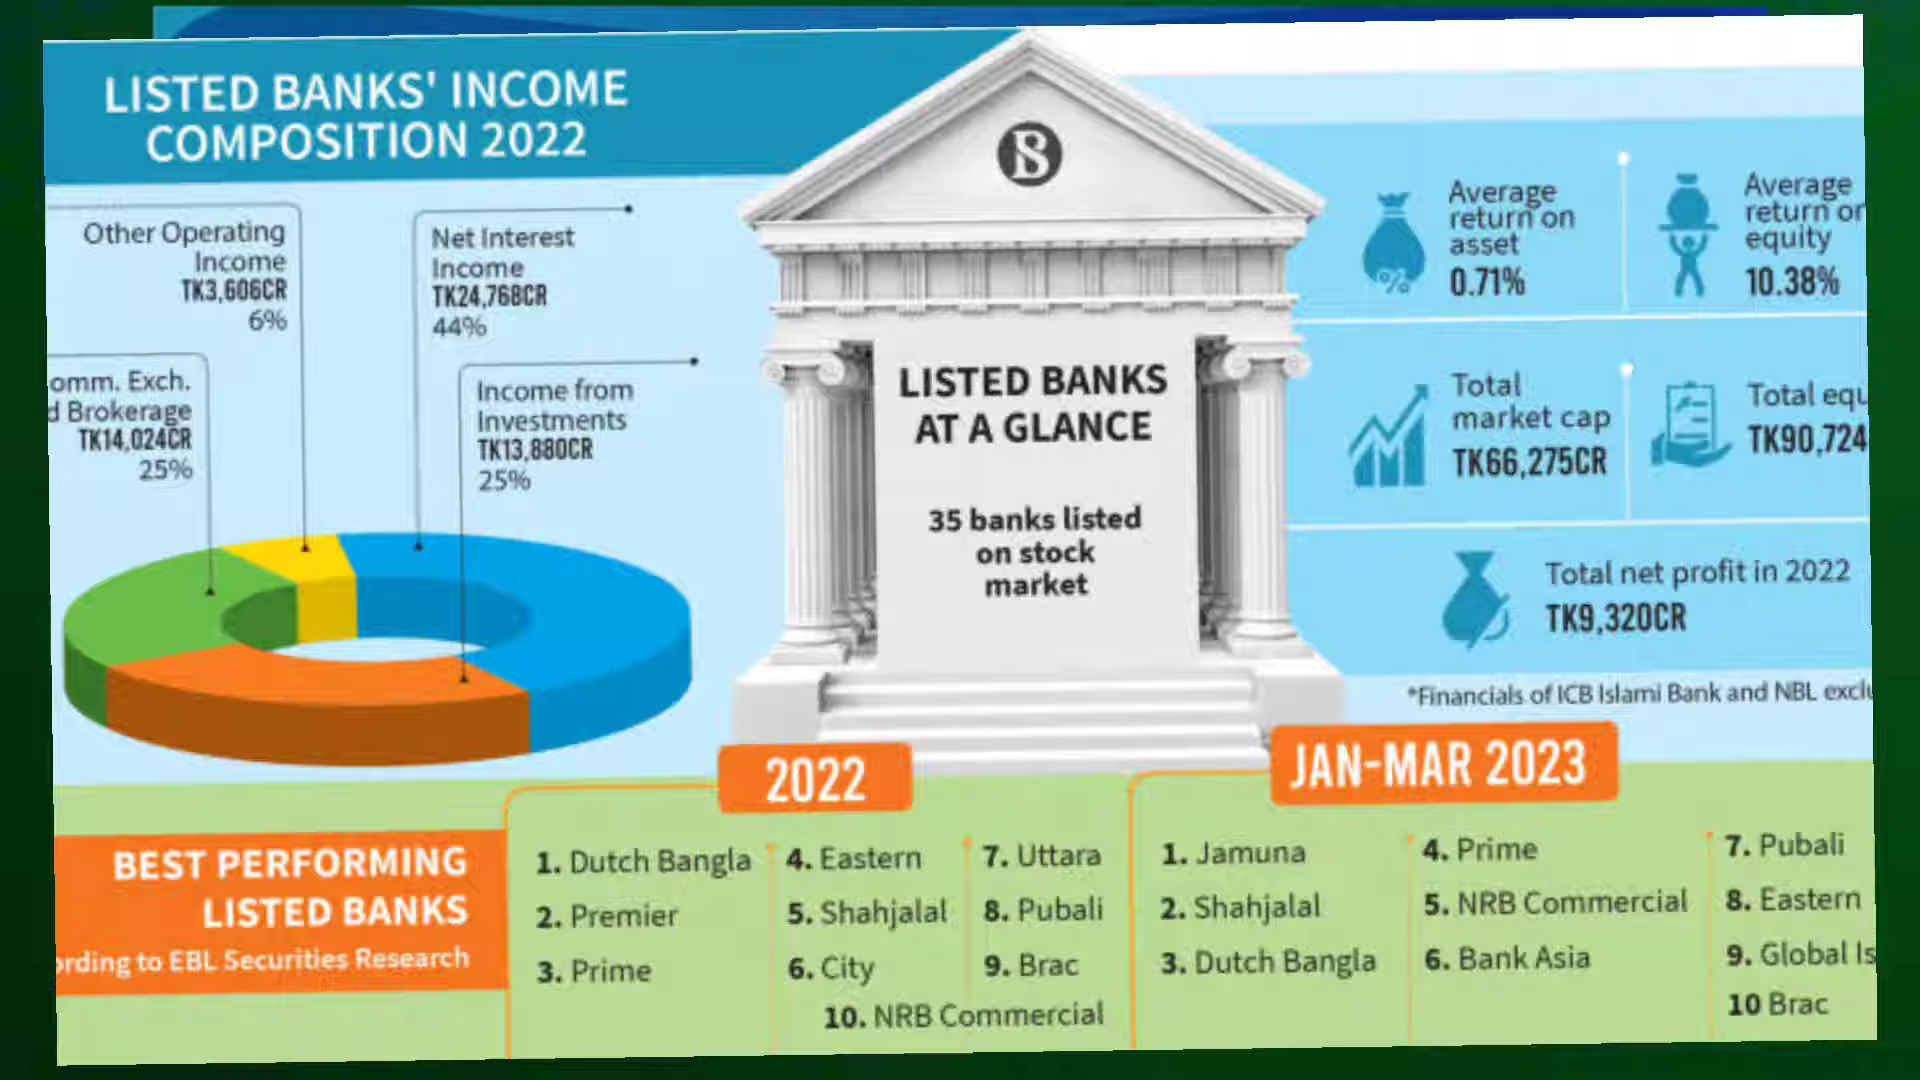 LISTED BANKS' INCOME
COMPOSITION 2022
Other Operating
Income
TK3,606CR
6%
Net Interest
Income
TK24,768CR
44%
omm. Exch.
d Brokerage
TK14,024CR
25%
Income from
Investments
TK13,880CR
25%
B
LISTED BANKS
AT A GLANCE
35 banks listed
on stock
market
Average
return on
asset
0.71%
Average
return or
equity
10.38%
Total
market cap
TK66,275CR
Total equ
TK90,724
Total net profit in 2022
TK9,320CR
*Financials of ICB Islami Bank and NBL exclu
BEST PERFORMING
LISTED BANKS
ording to EBL Securities Research
2022
1. Dutch Bangla
2. Premier
3. Prime
4. Eastern
5. Shahjalal
6. City
7. Uttara
8. Pubali
9. Brac
10. NRB Commercial
JAN-MAR 2023
1. Jamuna
2. Shahjalal
3. Dutch Bangla
4. Prime
5. NRB Commercial
6. Bank Asia
7. Pubali
8. Eastern
9. Global Is
10 Brac